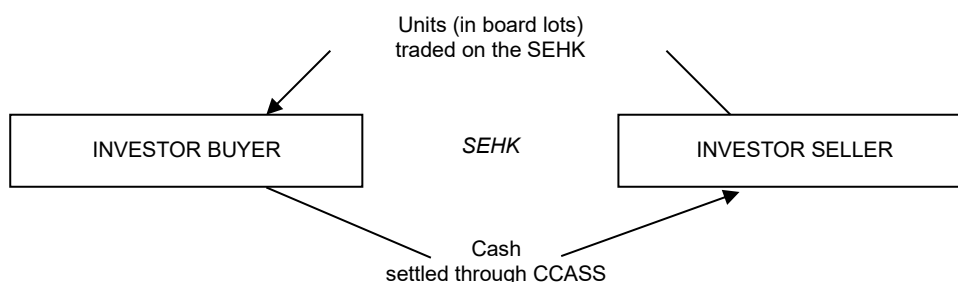 Units (in board lots)
traded on the SEHK
INVESTOR BUYER
SEHK
INVESTOR SELLER
Cash
settled through CCASS